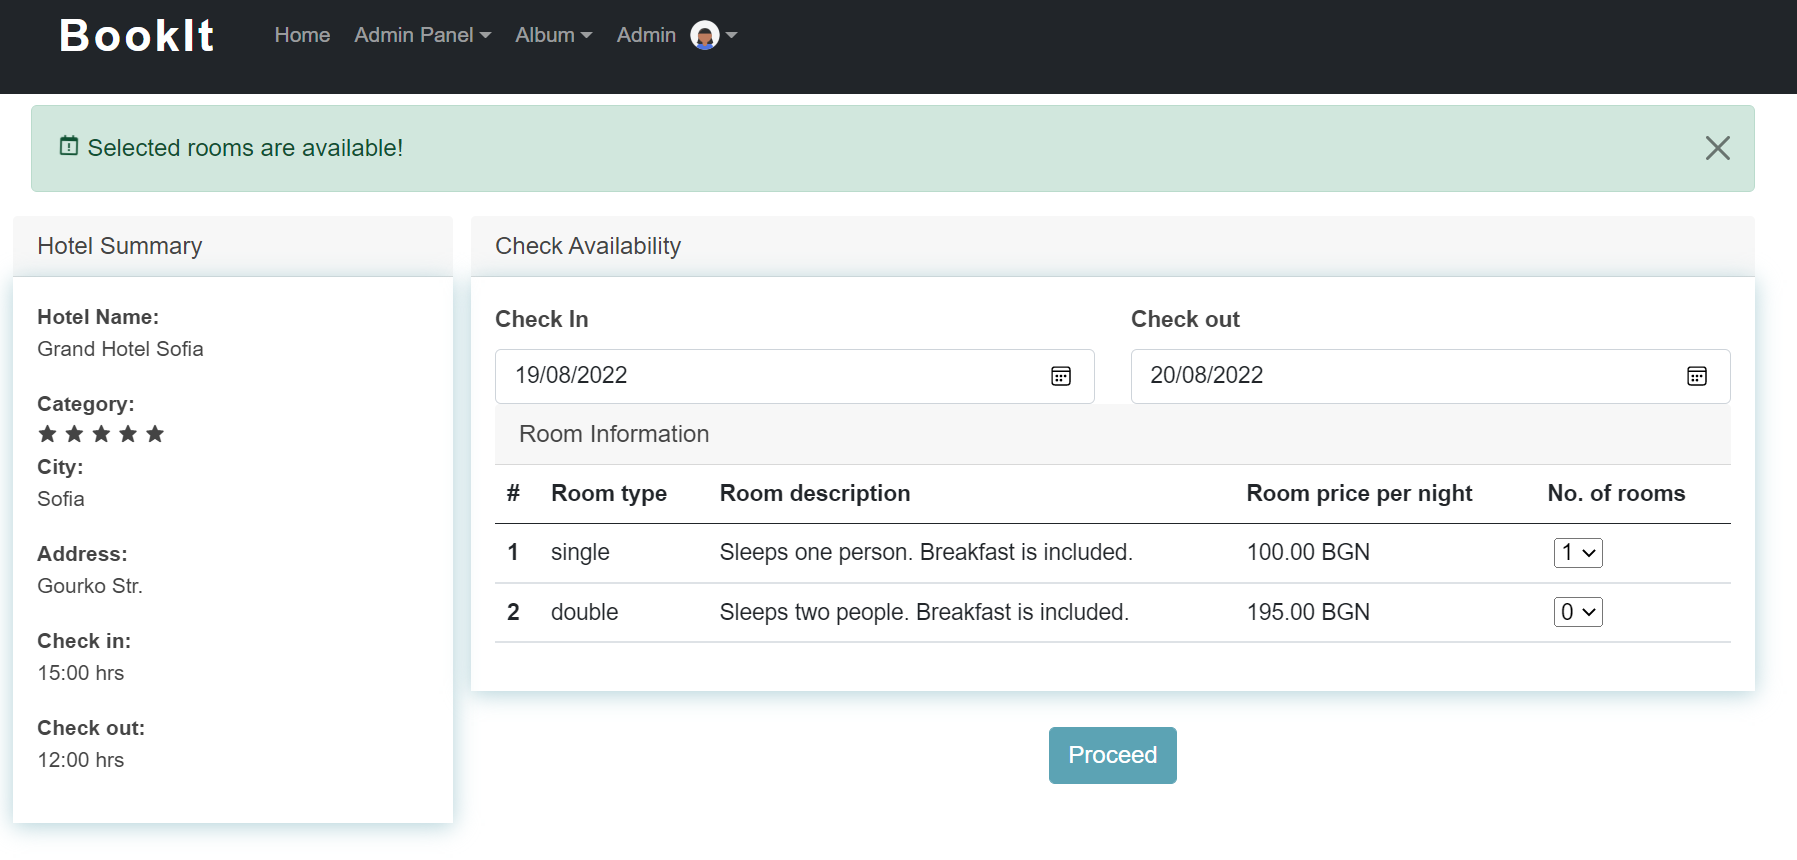 BookIt Home Admin Panel Album Admin
Selected rooms are available!
Hotel Summary
Hotel Name:
Grand Hotel Sofia
Category:
City:
Sofia
Address:
Gourko Str.
Check in:
15:00 hrs
Check out:
12:00 hrs
Check Availability
Check In Check out
19/08/2022 20/08/2022
Room Information
# Room type Room description Room price per night No. of rooms
1 single Sleeps one person. Breakfast is included. 100.00 BGN 1
2 double Sleeps two people. Breakfast is included. 195.00 BGN 0
Proceed